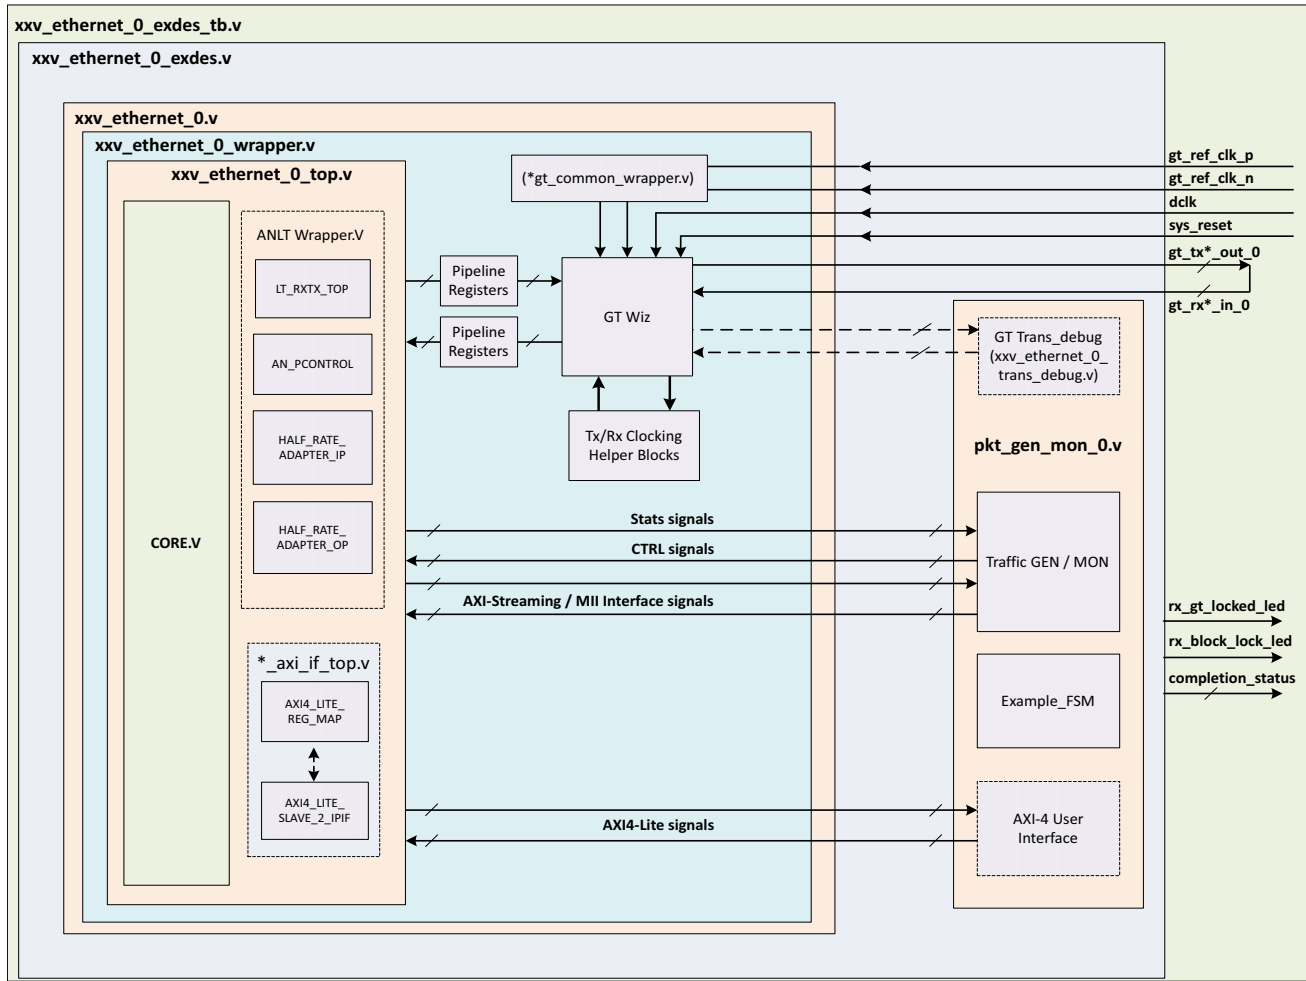 xxv_ethernet_0_exdes_tb.v
xxv_ethernet_0_exdes.v
xxv_ethernet_0.v
xxv_ethernet_0_wrapper.v
xxv_ethernet_0_top.v
CORE.V
ANLT Wrapper.V
LT_RXTX_TOP
AN_PCONTROL
HALF_RATE_
ADAPTER_IP
HALF_RATE_
ADAPTER_OP
*_axi_if_top.v
AXI4_LITE_
REG_MAP
AXI4_LITE_
SLAVE_2_IPIF
Pipeline
Registers
Pipeline
Registers
(*gt_common_wrapper.v)
GT Wiz
Tx/Rx Clocking
Helper Blocks
Stats signals
CTRL signals
AXI-Streaming / MII Interface signals
AXI4-Lite signals
gt_ref_clk_p
gt_ref_clk_n
dclk
sys_reset
gt_tx*_out_0
gt_rx*_in_0
GT Trans_debug
(xxv_ethernet_0_
trans_debug.v)
pkt_gen_mon_0.v
Traffic GEN / MON
Example_FSM
AXI-4 User
Interface
rx_gt_locked_led
rx_block_lock_led
completion_status